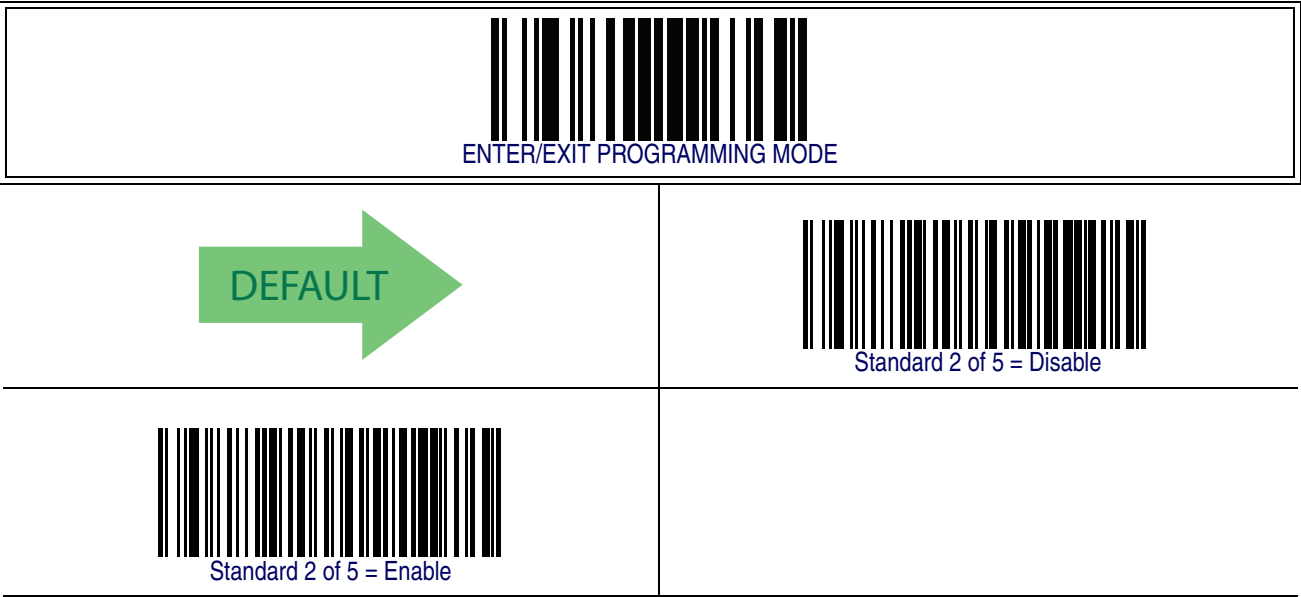 ENTER/EXIT PROGRAMMING MODE
DEFAULT
Standard 2 of 5 = Disable
Standard 2 of 5 = Enable